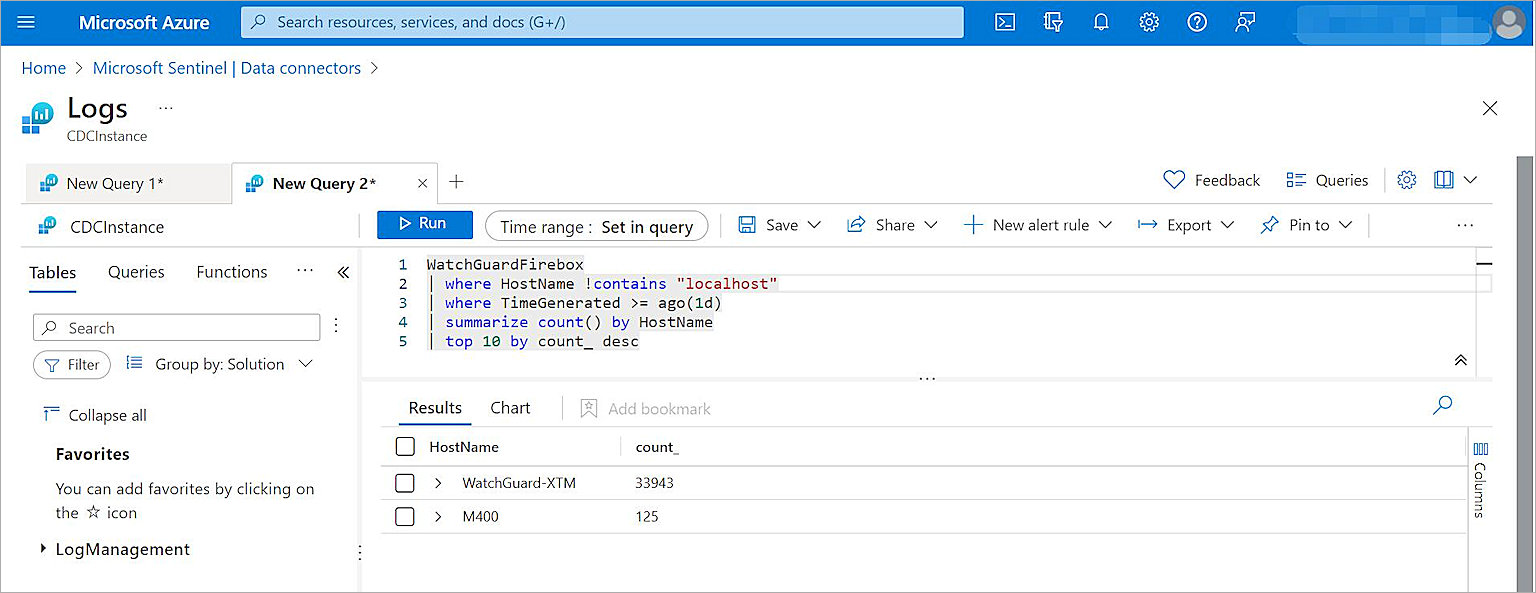 Microsoft Azure
Search resources, services, and docs (G+/)
Home > Microsoft Sentinel | Data connectors >
Logs ...
CDCInstance
New Query 1*
New Query 2*
Feedback
Queries
CDCInstance
Run
Time range : Set in query
Save
Share
New alert rule
Export
Pin to
...
Tables
Queries
Functions
...
Search
Filter
Group by: Solution
Collapse all
Favorites
You can add favorites by clicking on
the ☆ icon
LogManagement
1 WatchGuardFirebox
2 | where HostName !contains "localhost"
3 | where TimeGenerated >= ago(1d)
4 | summarize count() by HostName
5 | top 10 by count_ desc
Results
Chart
Add bookmark
HostName count_
WatchGuard-XTM 33943
M400 125
Columns